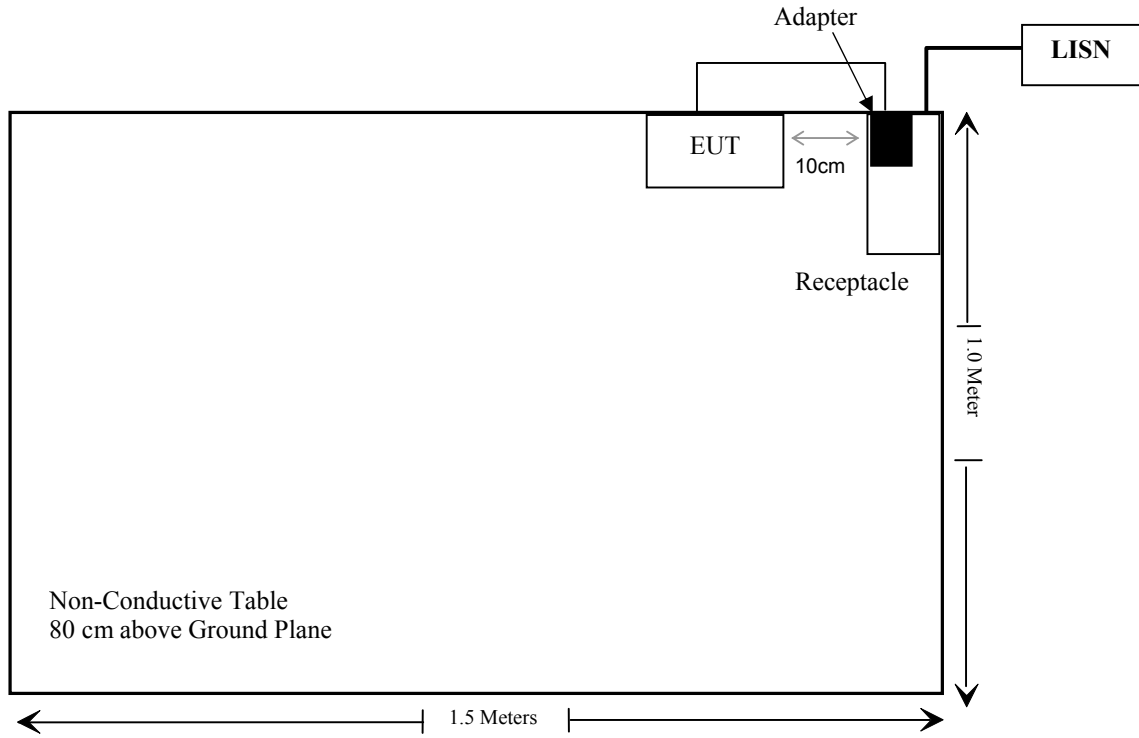 Adapter
LISN
EUT
10cm
Receptacle
1.0 Meter
Non-Conductive Table
80 cm above Ground Plane
1.5 Meters